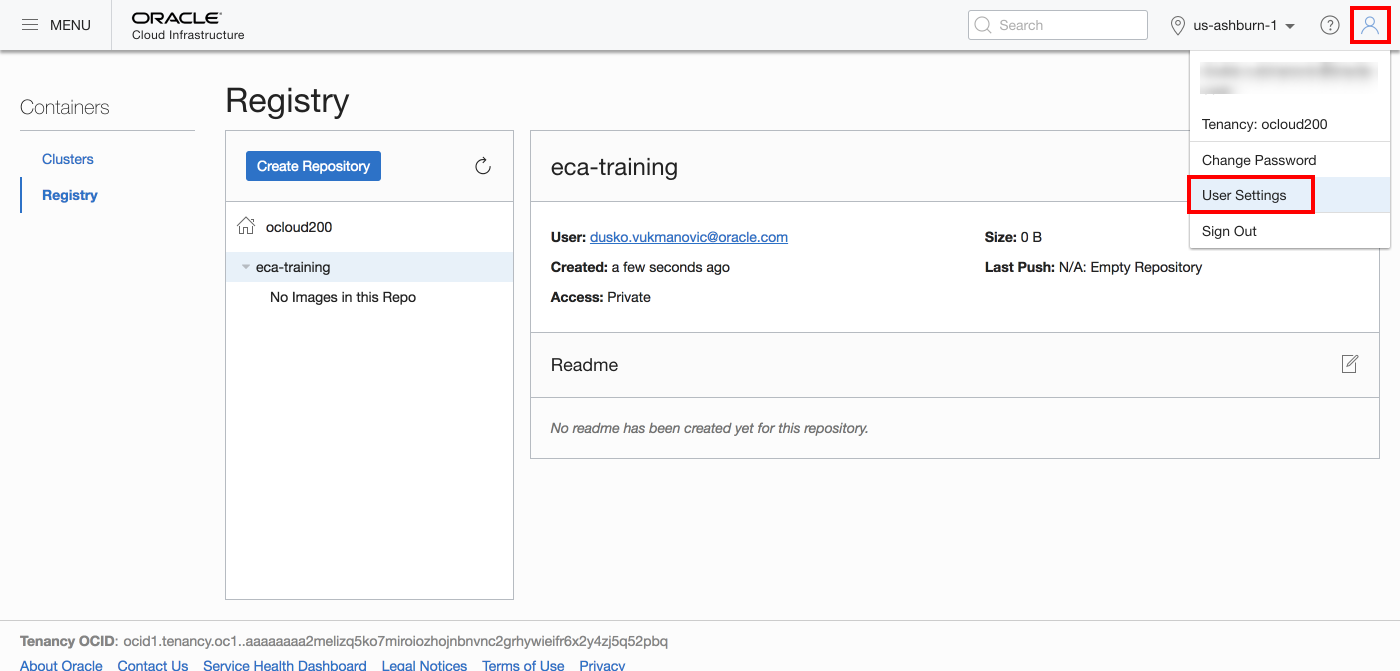 MENU
ORACLE
Cloud Infrastructure
Search
us-ashburn-1
?
Tenancy: ocloud200
Change Password
User Settings
Sign Out
Containers
Clusters
Registry
Registry
Create Repository
ocloud200
eca-training
No Images in this Repo
eca-training
User: dusko.vukmanovic@oracle.com
Size: 0 B
Created: a few seconds ago
Last Push: N/A: Empty Repository
Access: Private
Readme
No readme has been created yet for this repository.
Tenancy OCID: ocid1.tenancy.oc1..aaaaaaaa2melizq5ko7miroiozhojnbnvnc2grhywieifr6x2y4zj5q52pbq
About Oracle Contact Us Service Health Dashboard Legal Notices Terms of Use Privacy